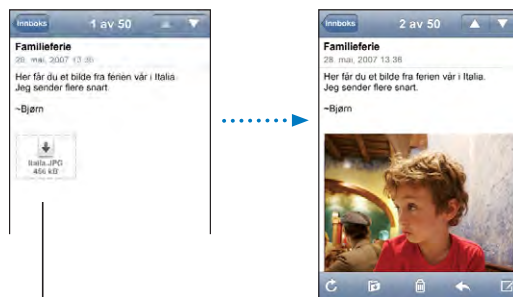 Innboks
1 av 50
Familieferie
28. mai, 2007 13.36
Her får du et bilde fra ferien vår i Italia.
Jeg sender flere snart.
~Bjørn
Italia.JPG
456 kB
Innboks
2 av 50
Familieferie
28. mai, 2007 13.36
Her får du et bilde fra ferien vår i Italia.
Jeg sender flere snart.
~Bjørn